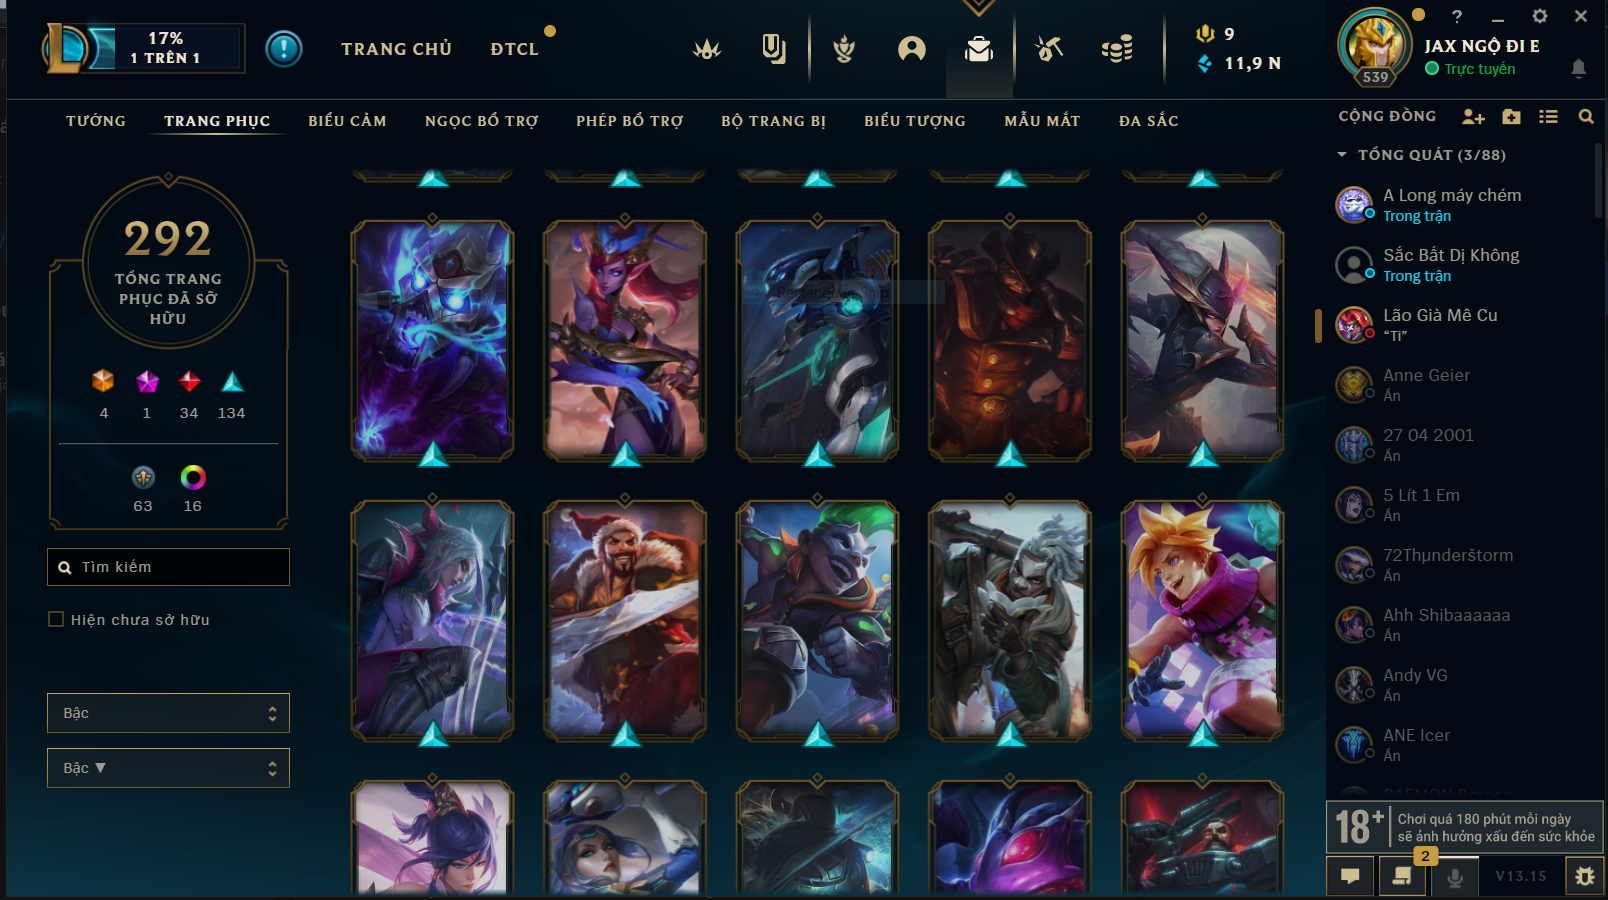 17%
1 TRÊN 1
TRANG CHỦ
ĐTCL
9
11,9 N
539
JAX NGỘ ĐI E
Trực tuyến
TƯỚNG
TRANG PHỤC
BIỂU CẢM
NGỌC BỔ TRỢ
PHÉP BỔ TRỢ
BỘ TRANG BỊ
BIỂU TƯỢNG
MẪU MẮT
ĐA SẮC
292
TỔNG TRANG
PHỤC ĐÃ SỞ
HỮU
4
1
34
134
63
16
Tìm kiếm
Hiện chưa sở hữu
Bậc
Bậc ▼
CỘNG ĐỒNG
TỔNG QUÁT (3/88)
A Long máy chém
Trong trận
Sắc Bất Dị Không
Trong trận
Lão Già Mê Cu
“Ti”
Anne Geier
Ẩn
27 04 2001
Ẩn
5 Lít 1 Em
Ẩn
72Thµnderštorm
Ẩn
Ahh Shibaaaaaa
Ẩn
Andy VG
Ẩn
ANE Icer
Ẩn
18+
Chơi quá 180 phút mỗi ngày
sẽ ảnh hưởng xấu đến sức khỏe
2
V13.15